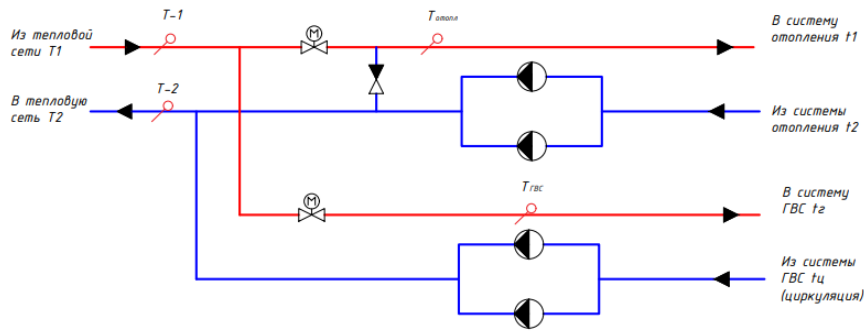 Из тепловой
сети Т1
Т-1
М
Тотопл
В систему
отопления t1
В тепловую
сеть Т2
Т-2
Из системы
отопления t2
М
ТГВС
В систему
ГВС tг
Из системы
ГВС tц
(циркуляция)